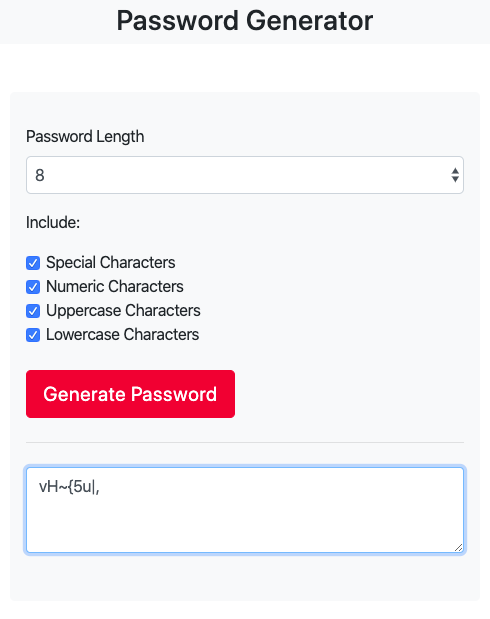 Password Generator
Password Length
8
Include:
Special Characters
Numeric Characters
Uppercase Characters
Lowercase Characters
Generate Password
vH~{5u|,